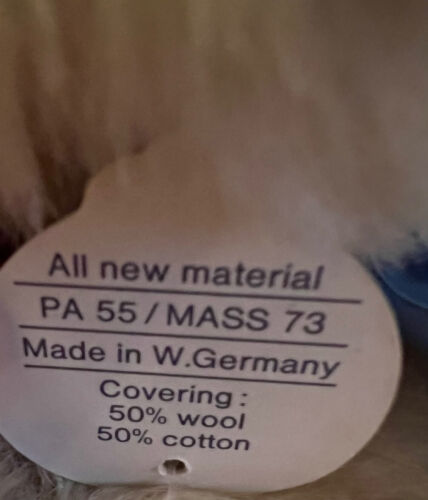 All new material
PA 55 / MASS 73
Made in W.Germany
Covering :
50% wool
50% cotton